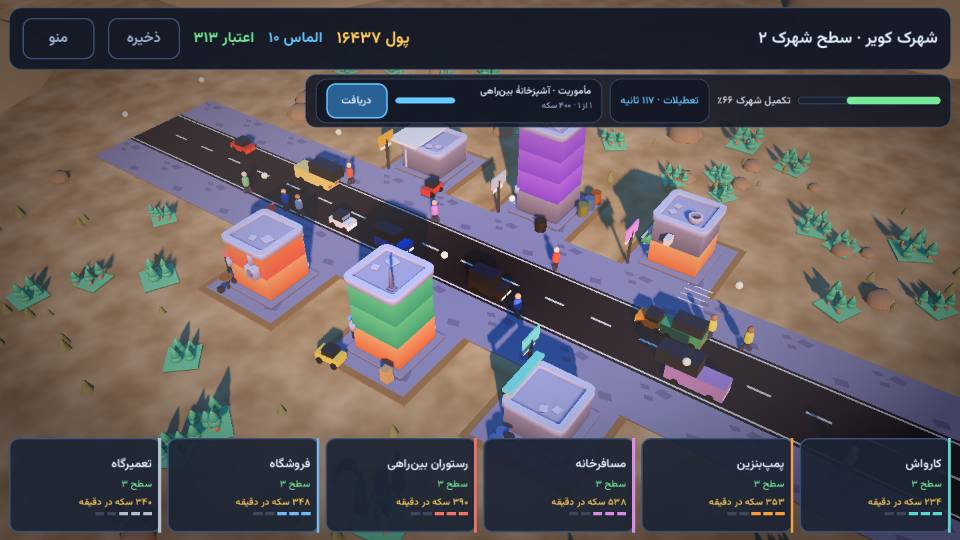 شهرک کویر · سطح شهرک ۲
پول ۱۶۴۳۷
الماس ۱۰
اعتبار ۳۱۳
ذخیره
منو
تکمیل شهرک ۶۶٪
تعطیلات · ۱۱۷ ثانیه
مأموریت · آشپزخانهٔ بین‌راهی
۱ از ۱ · ۴۰۰ سکه
دریافت
کارواش
سطح ۳
۲۳۴ سکه در دقیقه
پمپ‌بنزین
سطح ۳
۳۵۳ سکه در دقیقه
مسافرخانه
سطح ۳
۵۳۸ سکه در دقیقه
رستوران بین‌راهی
سطح ۳
۳۹۰ سکه در دقیقه
فروشگاه
سطح ۳
۳۴۸ سکه در دقیقه
تعمیرگاه
سطح ۳
۳۴۰ سکه در دقیقه